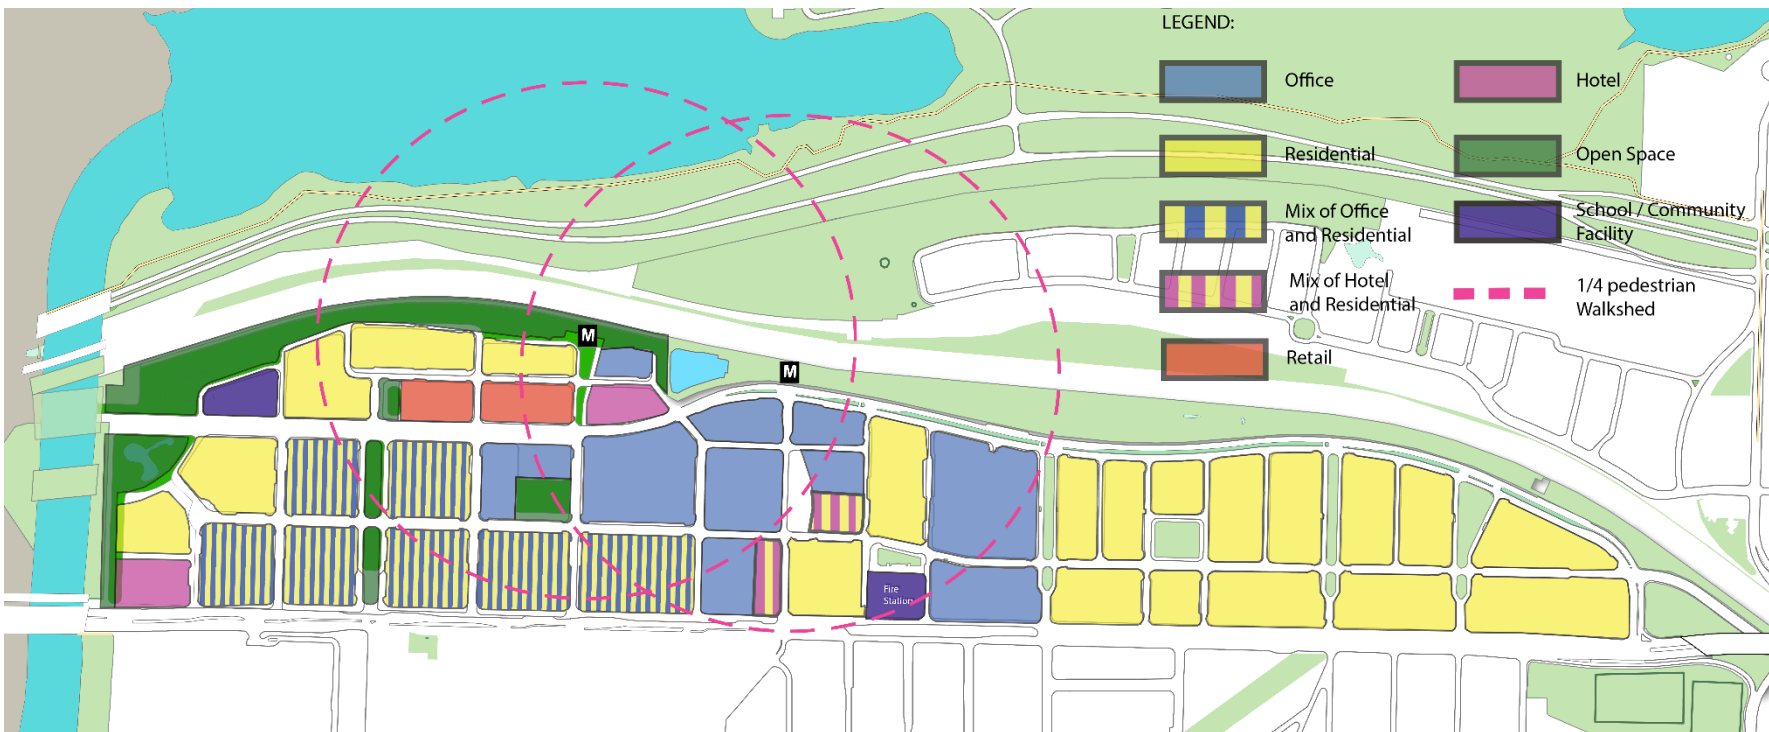 LEGEND:
Office
Hotel
Residential
Open Space
Mix of Office
and Residential
School / Community
Facility
Mix of Hotel
and Residential
1/4 pedestrian
Walkshed
Retail
M
M
Fire
Station